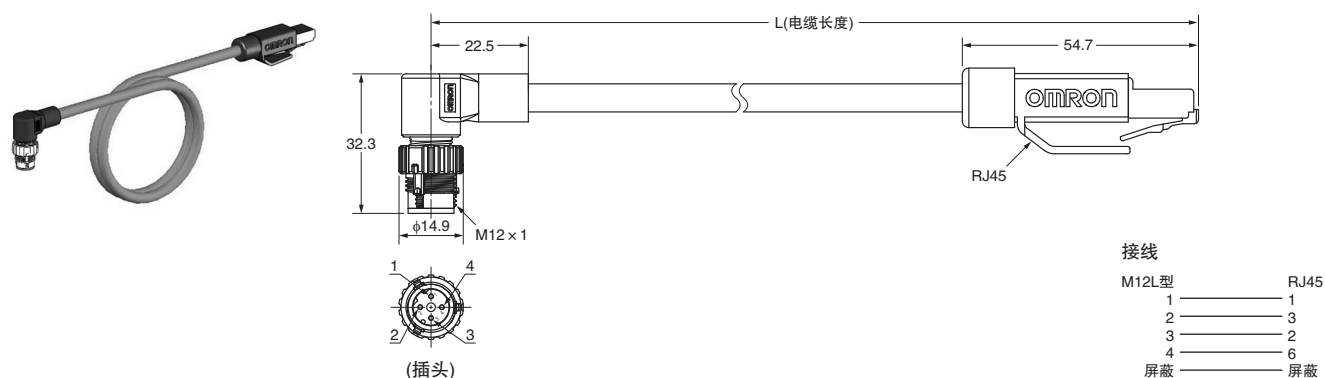 OMRON
L(电缆长度)
22.5
54.7
OMRON
OMRON
32.3
RJ45
φ14.9
M12×1
1
4
2
3
(插头)
接线
M12L型 RJ45
1 1
2 3
3 2
4 6
屏蔽 屏蔽